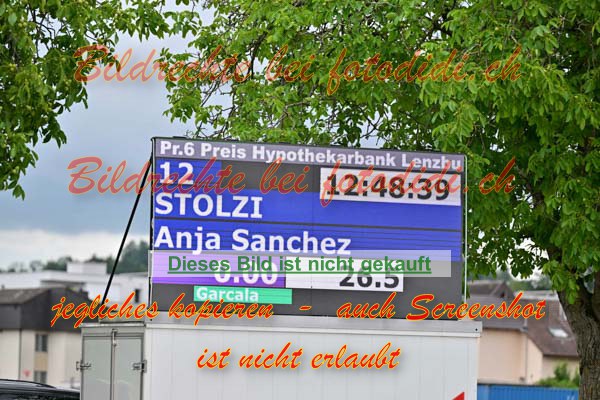 Bildrechte bei fotodidi.ch
Pr.6 Preis Hypothekarbank Lenzbu
12 12:48:39
Bildrechte bei fotodidi.ch
STOLZI
Anja Sanchez
Dieses Bild ist nicht gekauft
0.00 26.5
Garcala
jegliches kopieren - auch Screenshot
ist nicht erlaubt